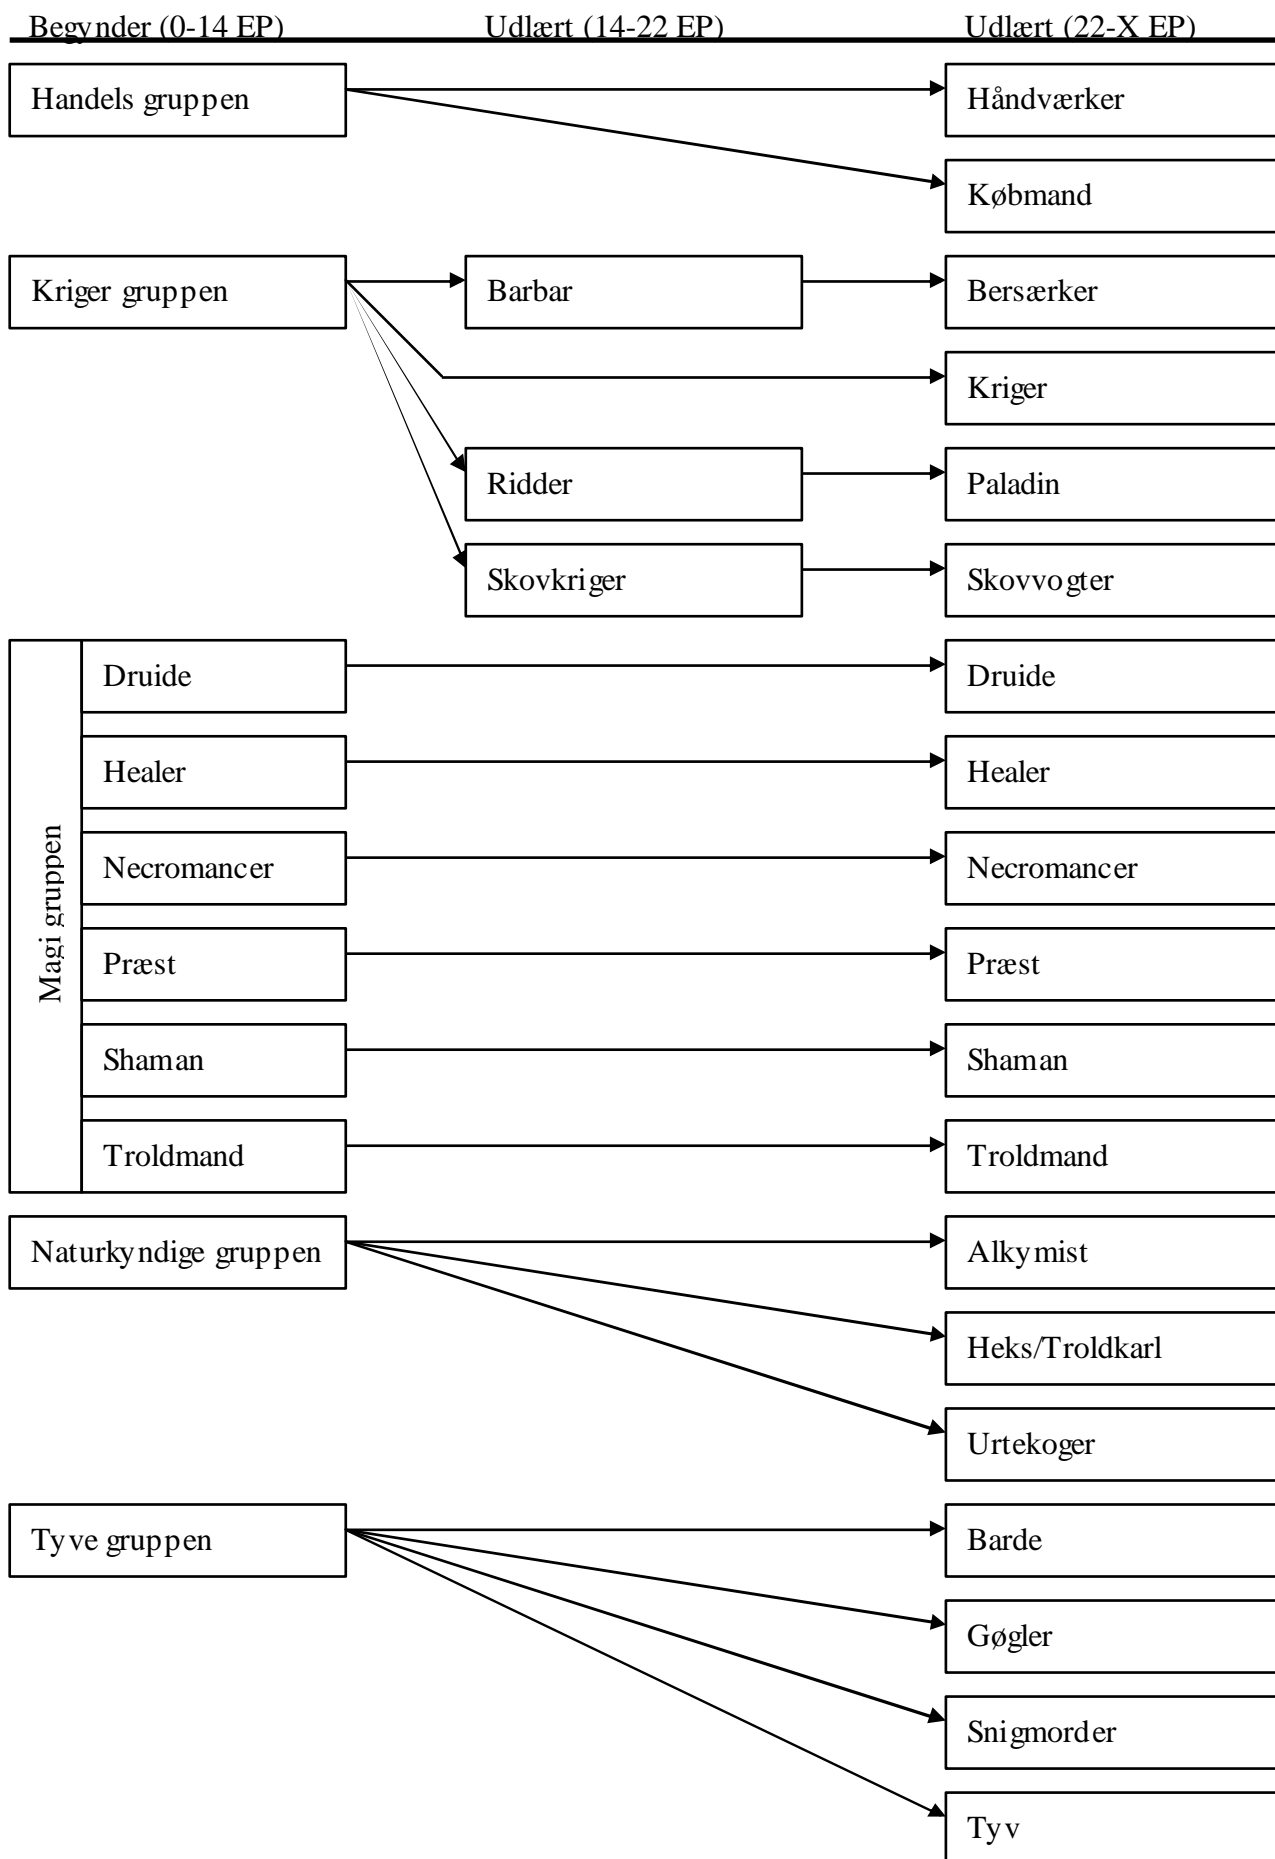 Begynder (0-14 EP) Udlært (14-22 EP) Udlært (22-X EP)
Handels gruppen Håndværker
Købmand
Kriger gruppen Barbar Bersærker
Kriger
Ridder Paladin
Skovkriger Skovvogter
Magi gruppen
Druide Druide
Healer Healer
Necromancer Necromancer
Præst Præst
Shaman Shaman
Troldmand Troldmand
Naturkyndige gruppen Alkymist
Heks/Troldkarl
Urtekoger
Tyve gruppen Barde
Gøgler
Snigmorder
Tyv